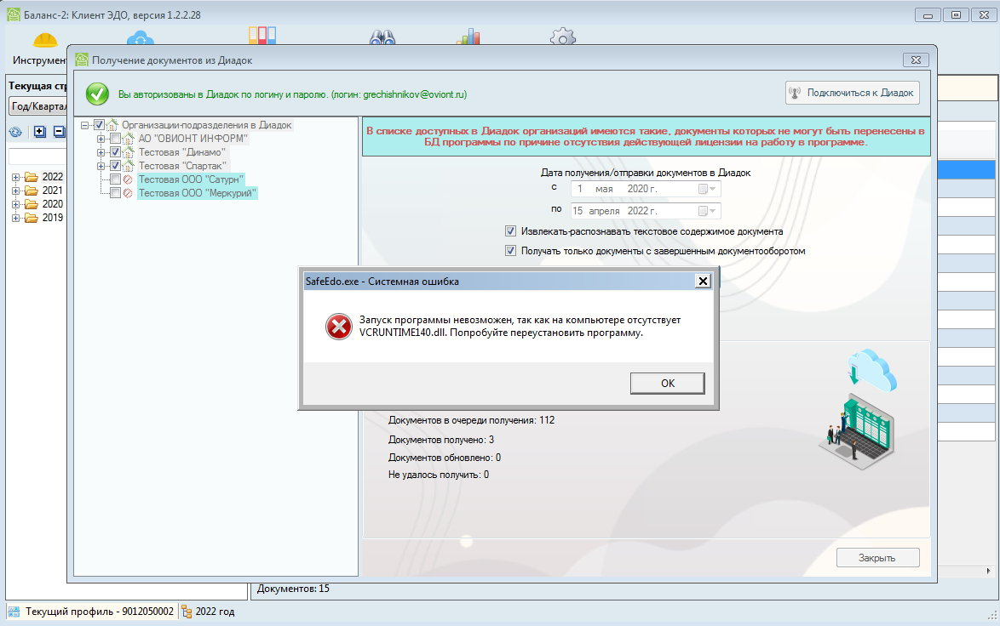 Баланс-2: Клиент ЭДО, версия 1.2.2.28
Инструмен
Получение документов из Диадок
Текущая стр
Год/Квартал
2022
2021
2020
2019
Вы авторизованы в Диадок по логину и паролю. (логин: grechishnikov@oviont.ru)
Подключиться к Диадок
Организации-подразделения в Диадок
АО "ОВИОНТ ИНФОРМ"
Тестовая "Динамо"
Тестовая "Спартак"
Тестовая ООО "Сатурн"
Тестовая ООО "Меркурий"
В списке доступных в Диадок организаций имеются такие, документы которых не могут быть перенесены в
БД программы по причине отсутствия действующей лицензии на работу в программе.
Дата получения/отправки документов в Диадок
с 1 мая 2020 г.
по 15 апреля 2022 г.
Извлекать-распознавать текстовое содержимое документа
Получать только документы с завершенным документооборотом
SafeEdo.exe - Системная ошибка
Запуск программы невозможен, так как на компьютере отсутствует
VCRUNTIME140.dll. Попробуйте переустановить программу.
OK
Документов в очереди получения: 112
Документов получено: 3
Документов обновлено: 0
Не удалось получить: 0
Закрыть
Документов: 15
Текущий профиль - 9012050002
2022 год